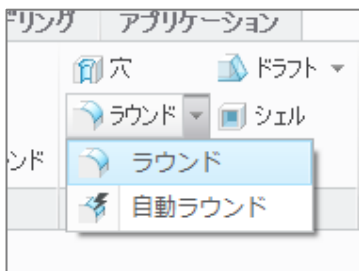 デリング アプリケーション
穴 ドラフト
ラウンド シェル
ンド ラウンド
自動ラウンド